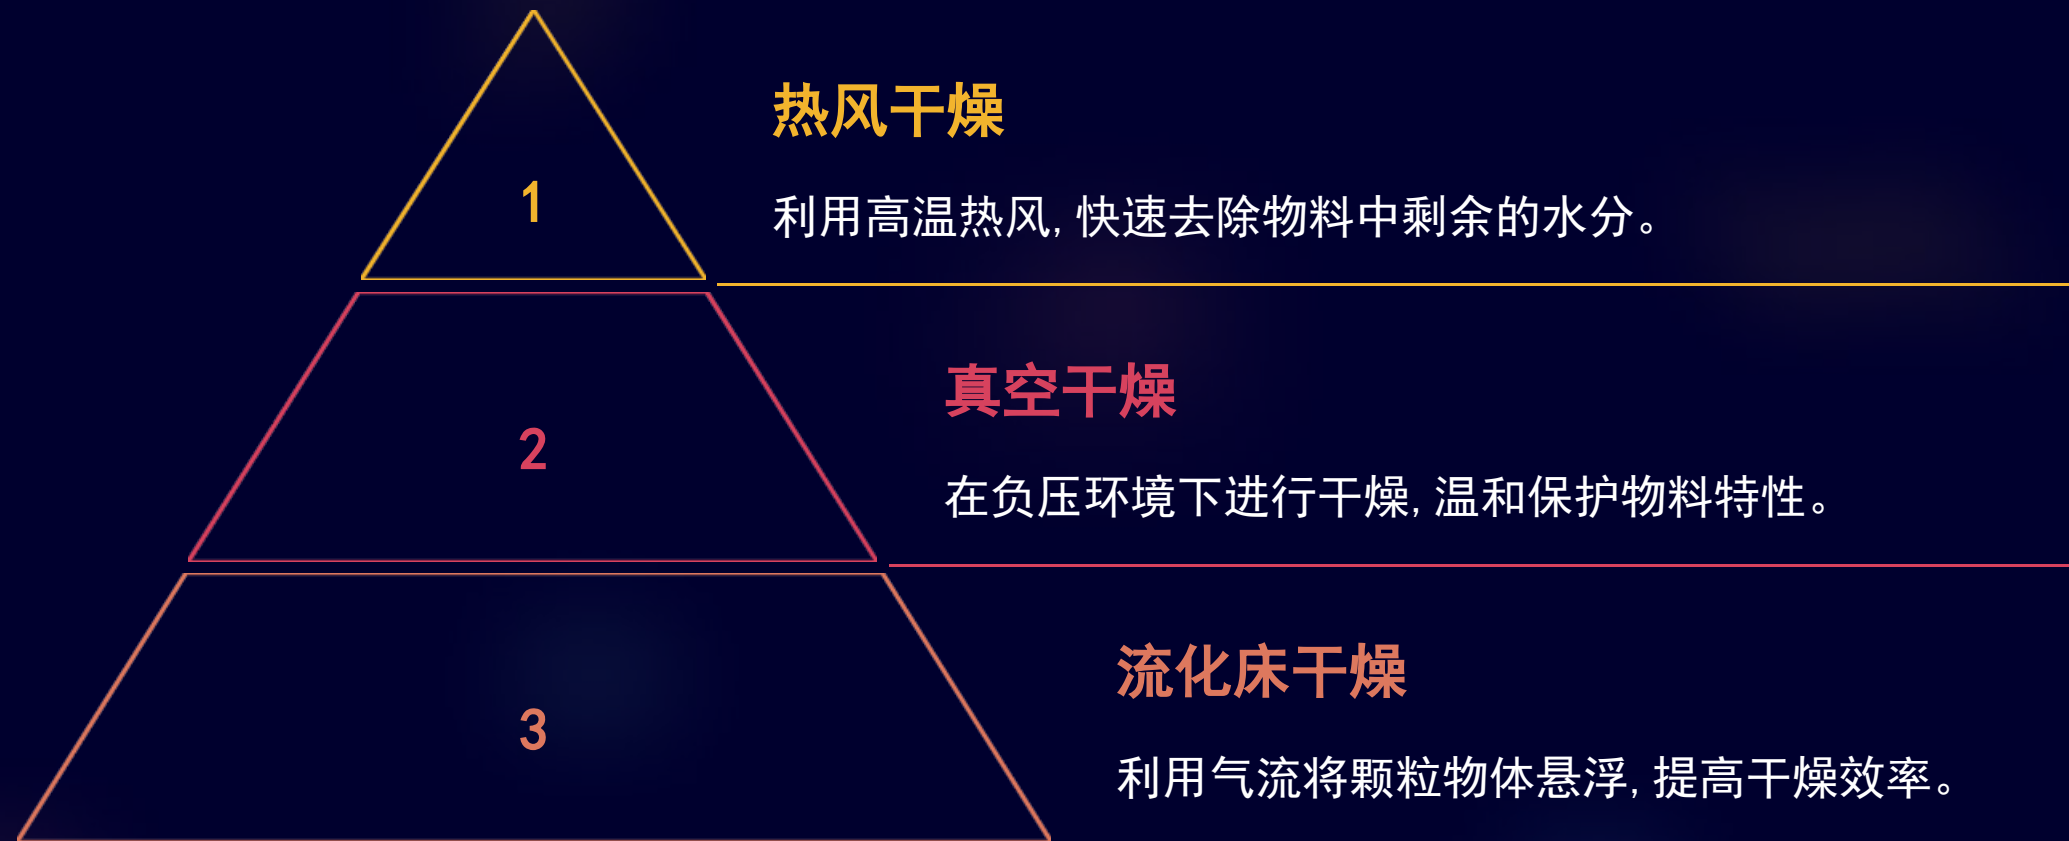 1
热风干燥
利用高温热风,快速去除物料中剩余的水分。
2
真空干燥
在负压环境下进行干燥,温和保护物料特性。
3
流化床干燥
利用气流将颗粒物体悬浮,提高干燥效率。